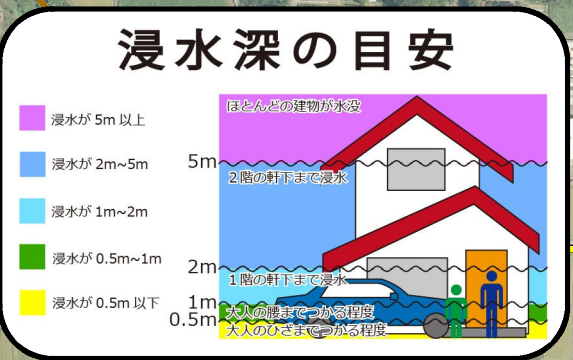 浸水深の目安
浸水が 5m 以上
浸水が 2m~5m
浸水が 1m~2m
浸水が 0.5m~1m
浸水が 0.5m 以下
ほとんどの建物が水没
5m
2階の軒下まで浸水
2m
1階の軒下まで浸水
1m
大人の腰までつかる程度
0.5m
大人のひざまでつかる程度